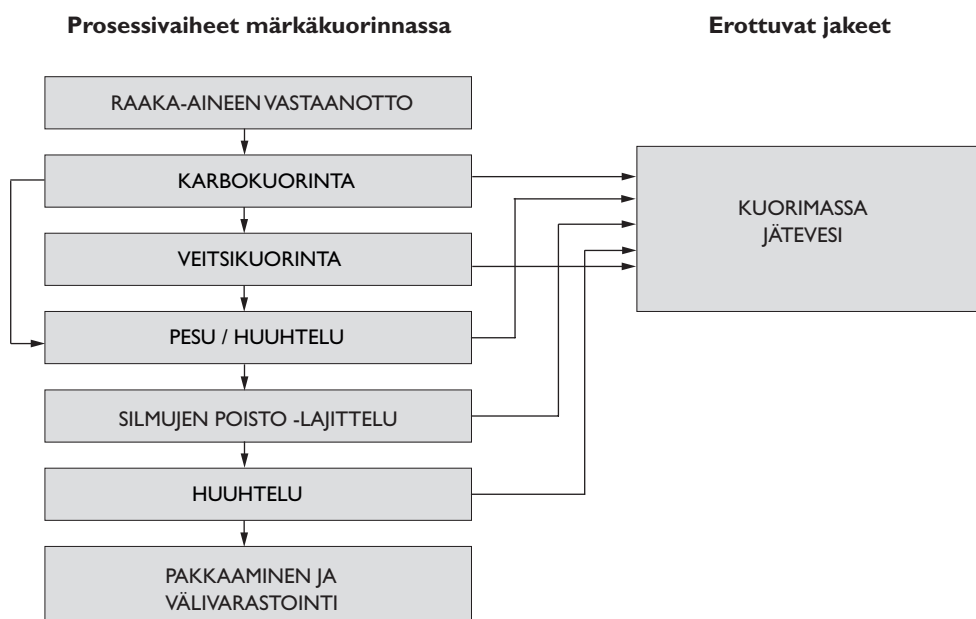 Prosessivaiheet märkäkuorinnassa
Erottuvat jakeet
RAAKA-AINEEN VASTAANOTTO
KARBOKUORINTA
VEITSIKUORINTA
PESU / HUUHTELU
SILMUJEN POISTO -LAJITTELU
HUUHTELU
PAKKAAMINEN JA
VÄLIVARASTOINTI
KUORIMASSA
JÄTEVESI